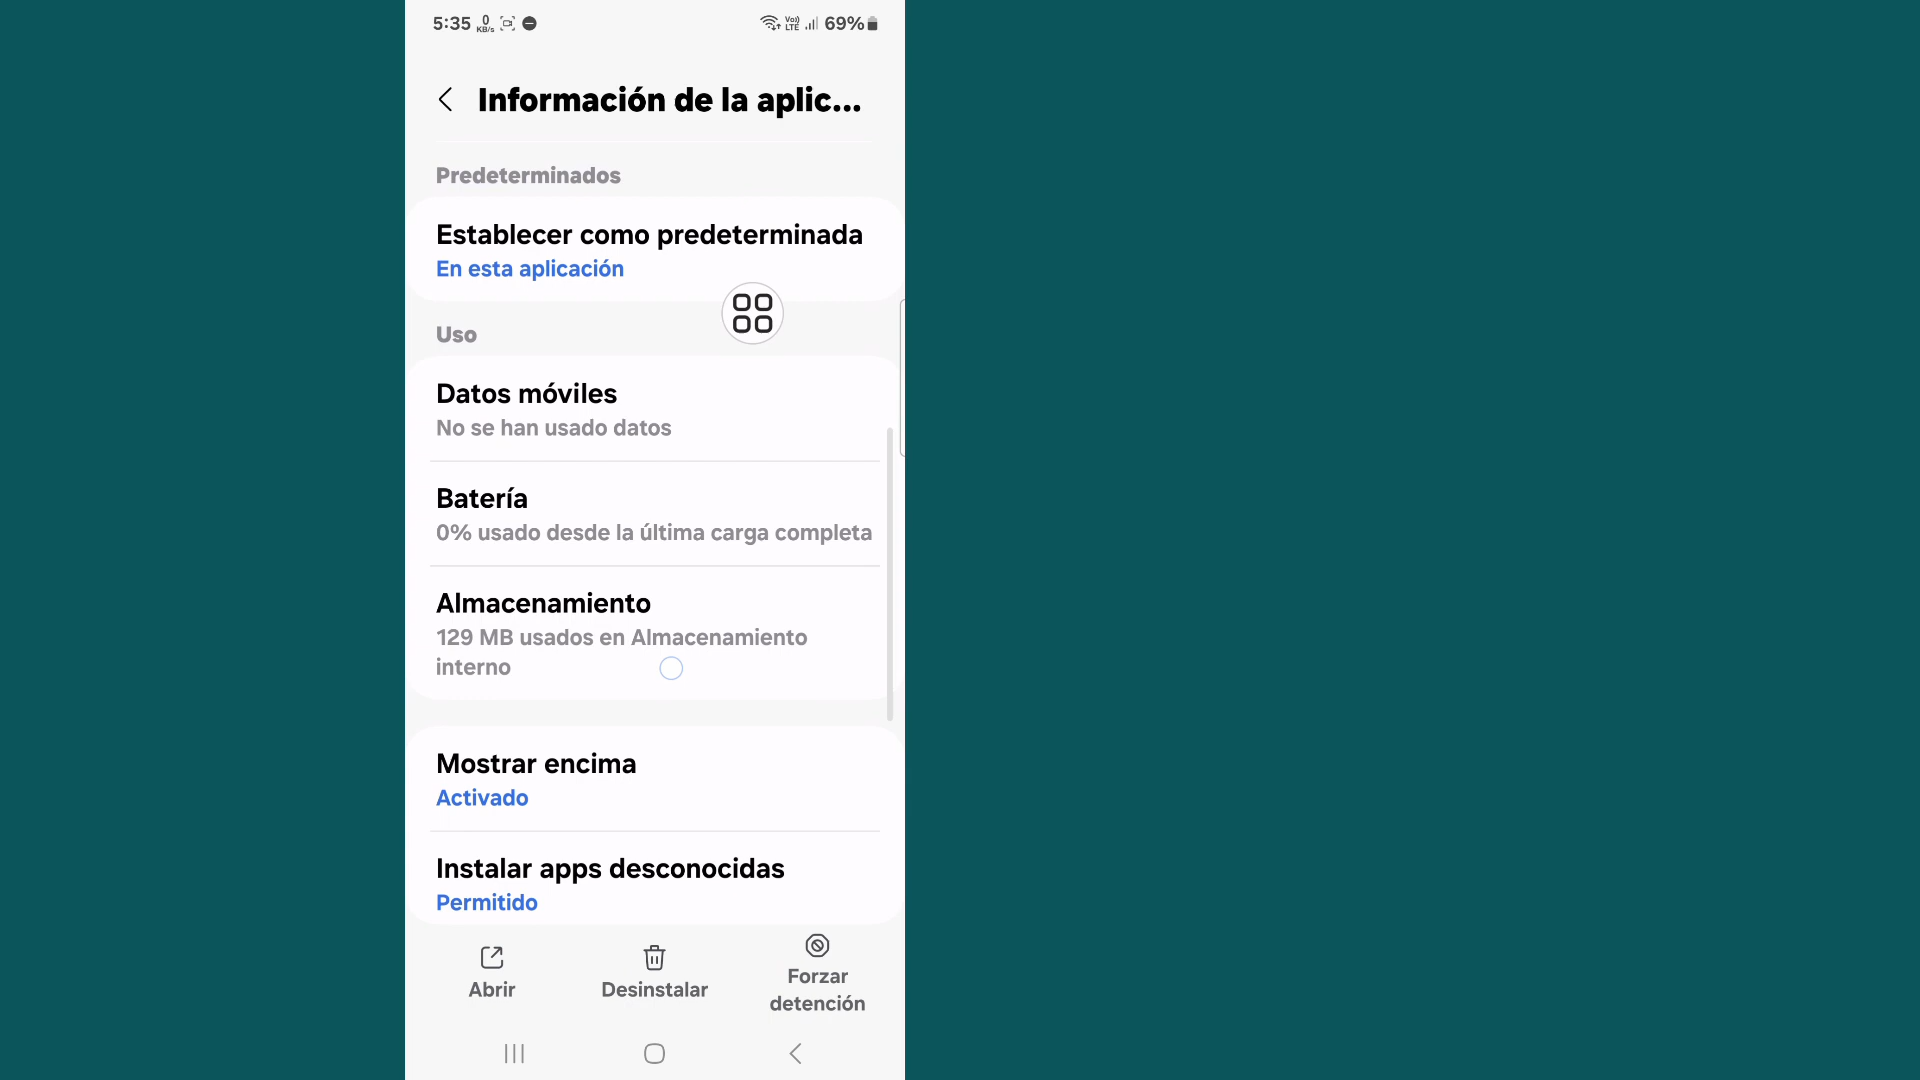 5:35
0
KB/s
Vo))
LTE
69%
Información de la aplic...
Predeterminados
Establecer como predeterminada
En esta aplicación
Uso
Datos móviles
No se han usado datos
Batería
0% usado desde la última carga completa
Almacenamiento
129 MB usados en Almacenamiento
interno
Mostrar encima
Activado
Instalar apps desconocidas
Permitido
Abrir
Desinstalar
Forzar
detención